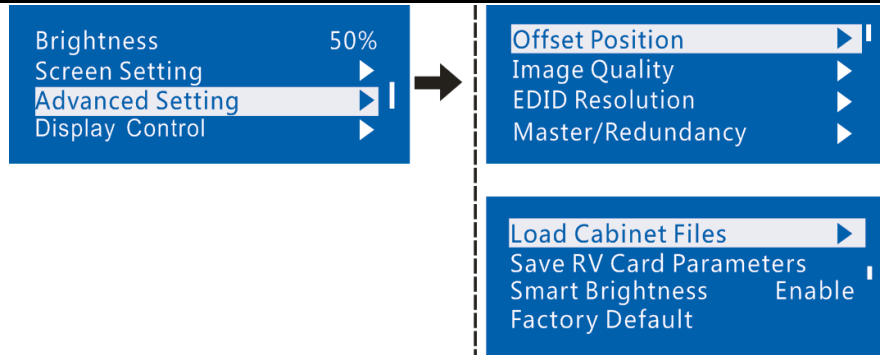 Brightness 50%
Screen Setting
Advanced Setting
Display Control
Offset Position
Image Quality
EDID Resolution
Master/Redundancy
Load Cabinet Files
Save RV Card Parameters
Smart Brightness Enable
Factory Default